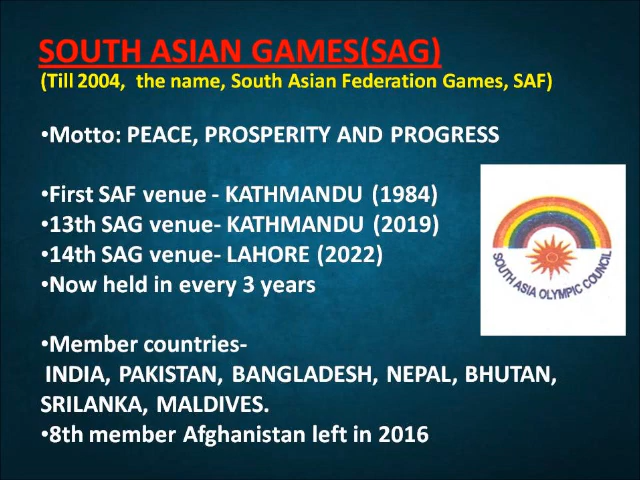 SOUTH ASIAN GAMES(SAG)
(Till 2004, the name, South Asian Federation Games, SAF)
•Motto: PEACE, PROSPERITY AND PROGRESS
•First SAF venue - KATHMANDU (1984)
•13th SAG venue- KATHMANDU (2019)
•14th SAG venue- LAHORE (2022)
•Now held in every 3 years
SOUTH ASIA OLYMPIC COUNCIL
•Member countries-
INDIA, PAKISTAN, BANGLADESH, NEPAL, BHUTAN,
SRILANKA, MALDIVES.
•8th member Afghanistan left in 2016